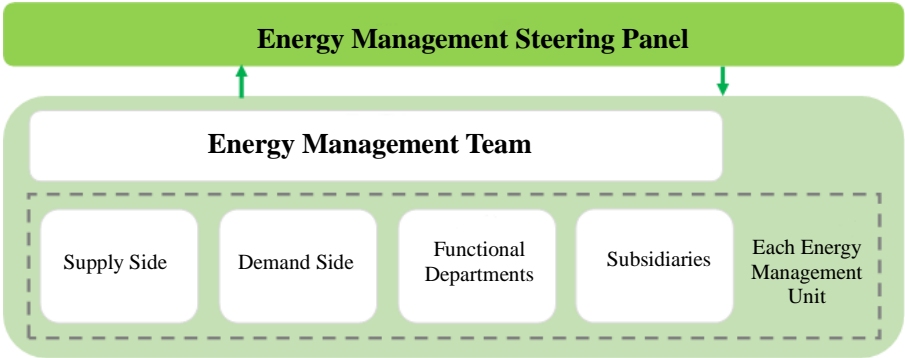 Energy Management Steering Panel
Energy Management Team
Supply Side
Demand Side
Functional
Departments
Subsidiaries
Each Energy
Management
Unit